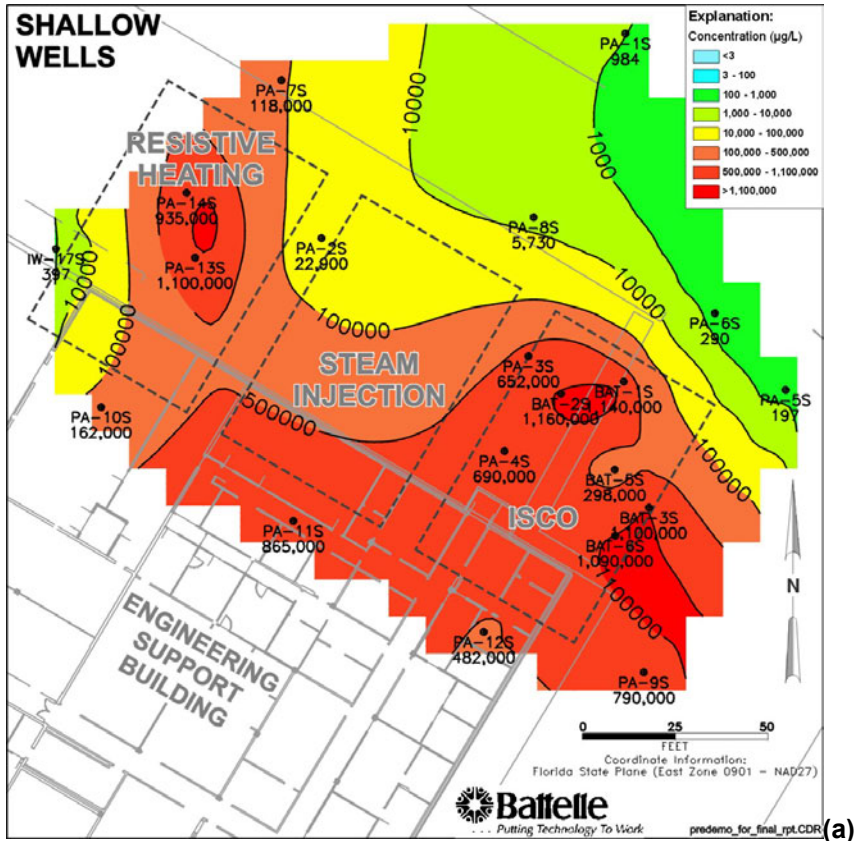 SHALLOW
WELLS
Explanation:
Concentration (µg/L)
<3
3 - 100
100 - 1,000
1,000 - 10,000
10,000 - 100,000
100,000 - 500,000
500,000 - 1,100,000
>1,100,000
PA-1S
984
PA-7S
118,000
10000
1000
RESISTIVE
HEATING
PA-14S
935,000
PA-8S
5,730
PA-2S
22,900
IW-17S
397
PA-13S
1,100,000
10000
10000
PA-6S
290
100000
100000
STEAM
INJECTION
PA-3S
652,000
BAT-1S
140,000
BAT-2S
1,160,000
PA-5S
197
PA-10S
162,000
500000
100000
PA-4S
690,000
BAT-5S
298,000
ISCO
BAT-3S
1,100,000
PA-11S
865,000
BAT-6S
1,090,000
1100000
ENGINEERING
SUPPORT
BUILDING
PA-12S
482,000
PA-9S
790,000
N
0 25 50
FEET
Coordinate Information:
Florida State Plane (East Zone 0901 - NAD27)
Battelle
. . . Putting Technology To Work
predemo_for_final_rpt.CDR
(a)